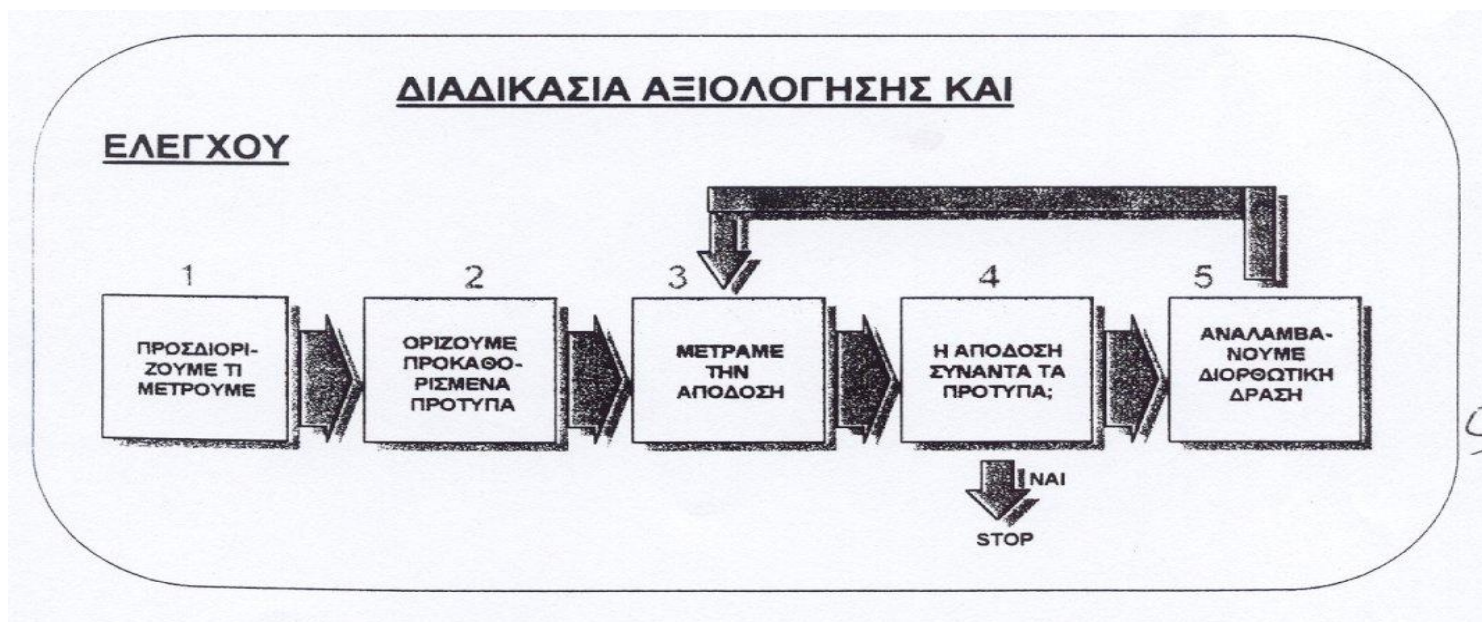 ΔΙΑΔΙΚΑΣΙΑ ΑΞΙΟΛΟΓΗΣΗΣ ΚΑΙ
ΕΛΕΓΧΟΥ
1
ΠΡΟΣΔΙΟΡΙ-
ΖΟΥΜΕ ΤΙ
ΜΕΤΡΟΥΜΕ
2
ΟΡΙΖΟΥΜΕ
ΠΡΟΚΑΘΟ-
ΡΙΣΜΕΝΑ
ΠΡΟΤΥΠΑ
3
ΜΕΤΡΑΜΕ
ΤΗΝ
ΑΠΟΔΟΣΗ
4
Η ΑΠΟΔΟΣΗ
ΣΥΝΑΝΤΑ ΤΑ
ΠΡΟΤΥΠΑ;
ΝΑΙ
STOP
5
ΑΝΑΛΑΜΒΑ-
ΝΟΥΜΕ
ΔΙΟΡΘΩΤΙΚΗ
ΔΡΑΣΗ